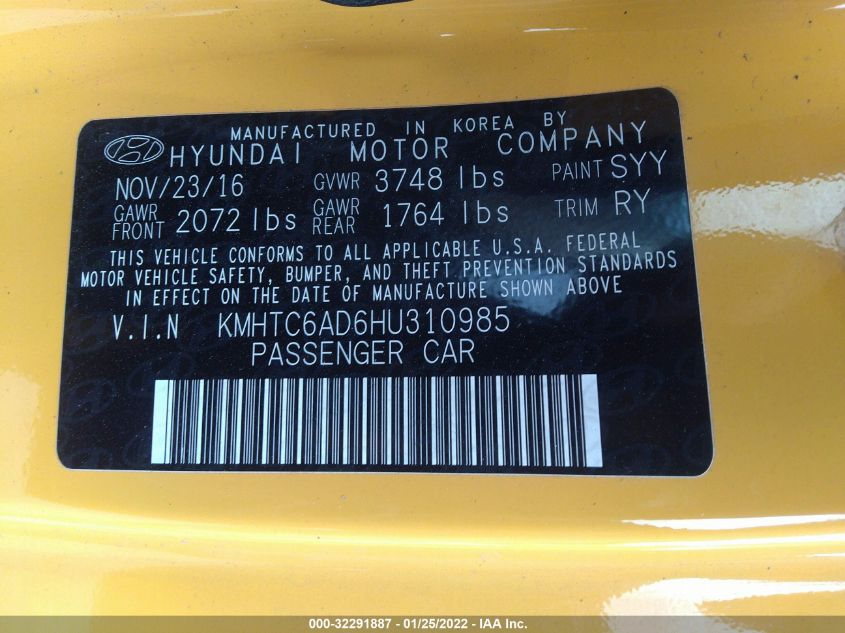 MANUFACTURED IN KOREA BY
HYUNDAI MOTOR COMPANY
NOV/23/16 GVWR 3748 lbs PAINT SYY
GAWR FRONT 2072 lbs GAWR REAR 1764 lbs TRIM RY
THIS VEHICLE CONFORMS TO ALL APPLICABLE U.S.A. FEDERAL
MOTOR VEHICLE SAFETY, BUMPER, AND THEFT PREVENTION STANDARDS
IN EFFECT ON THE DATE OF MANUFACTURE SHOWN ABOVE
V.I.N KMHTC6AD6HU310985
PASSENGER CAR
000-32291887 - 01/25/2022 - IAA Inc.